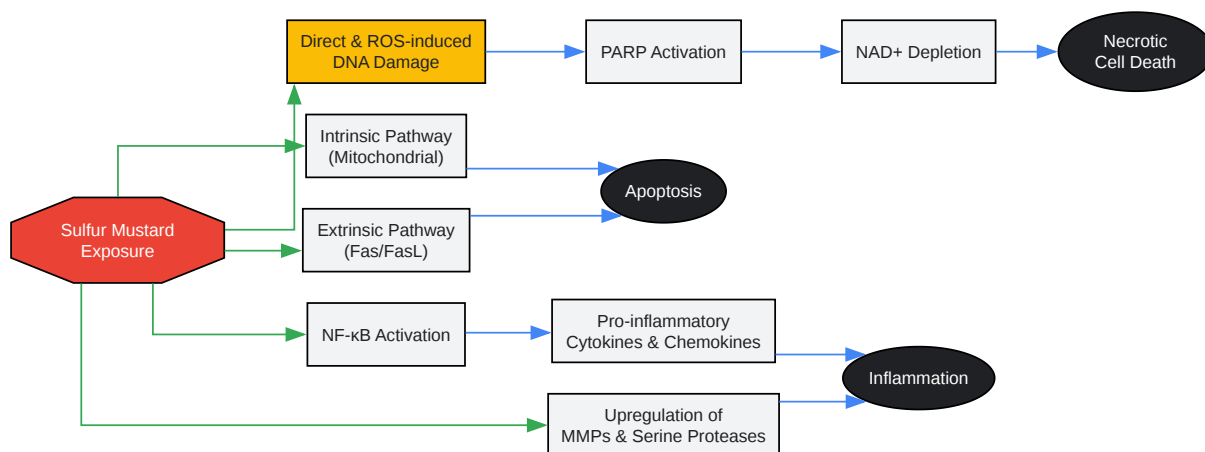 Direct & ROS-induced
DNA Damage
PARP Activation
NAD+ Depletion
Necrotic
Cell Death
Intrinsic Pathway
(Mitochondrial)
Apoptosis
Sulfur Mustard
Exposure
Extrinsic Pathway
(Fas/FasL)
NF-κB Activation
Pro-inflammatory
Cytokines & Chemokines
Inflammation
Upregulation of
MMPs & Serine Proteases